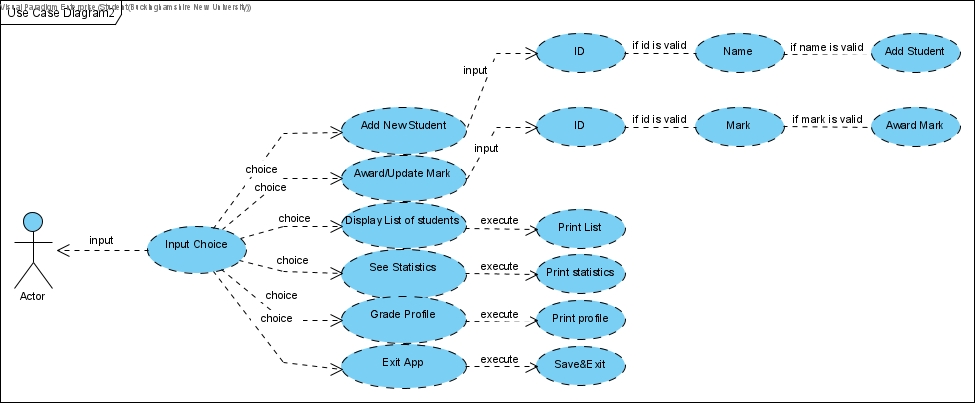 Visual Paradigm Enterprise (Student(Buckinghamshire New University))
Use Case Diagram2
ID
if id is valid
Name
if name is valid
Add Student
input
Add New Student
ID
if id is valid
Mark
if mark is valid
Award Mark
input
choice
Award/Update Mark
choice
Display List of students
execute
Print List
choice
Actor
input
Input Choice
See Statistics
execute
Print statistics
choice
Grade Profile
execute
Print profile
choice
Exit App
execute
Save&Exit
choice